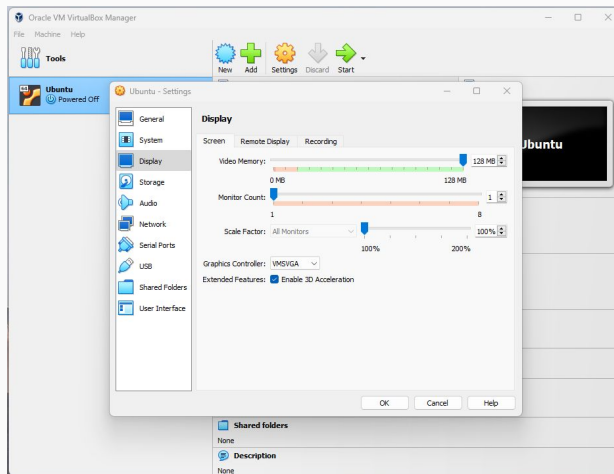 Oracle VM VirtualBox Manager
File Machine Help
Tools
New Add Settings Discard Start
Ubuntu
Powered Off
Ubuntu - Settings
General
System
Display
Storage
Audio
Network
Serial Ports
USB
Shared Folders
User Interface
Display
Screen Remote Display Recording
Video Memory: 128 MB
0 MB 128 MB
Monitor Count: 1
1 8
Scale Factor: All Monitors 100%
100% 200%
Graphics Controller: VMSVGA
Extended Features: Enable 3D Acceleration
OK Cancel Help
Ubuntu
Shared folders
None
Description
None